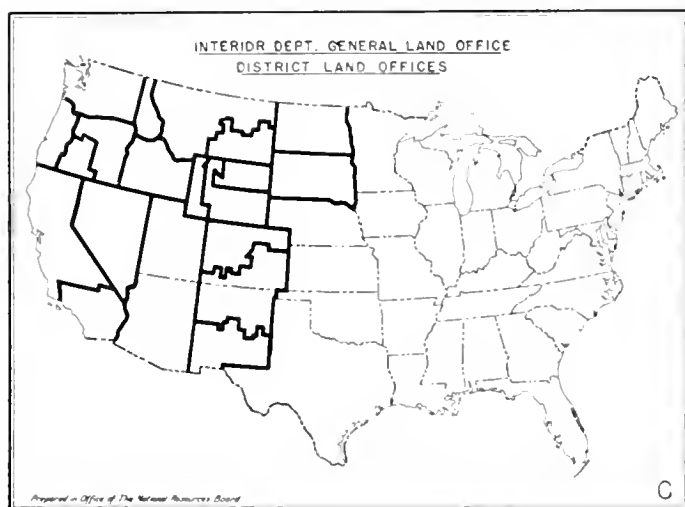 INTERIOR DEPT. GENERAL LAND OFFICE
DISTRICT LAND OFFICES
Prepared in Office of The National Resources Board
C